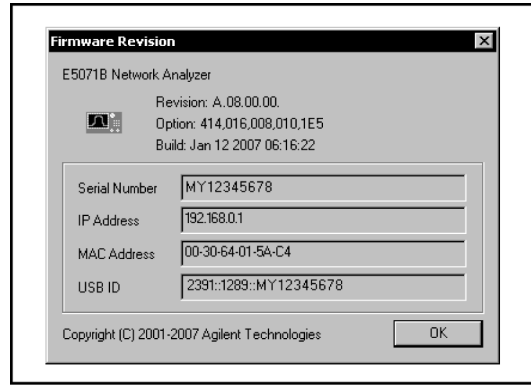 Firmware Revision
E5071B Network Analyzer
Revision: A.08.00.00.
Option: 414,016,008,010,1E5
Build: Jan 12 2007 06:16:22
Serial Number MY12345678
IP Address 192.168.0.1
MAC Address 00-30-64-01-5A-C4
USB ID 2391::1289::MY12345678
Copyright (C) 2001-2007 Agilent Technologies OK